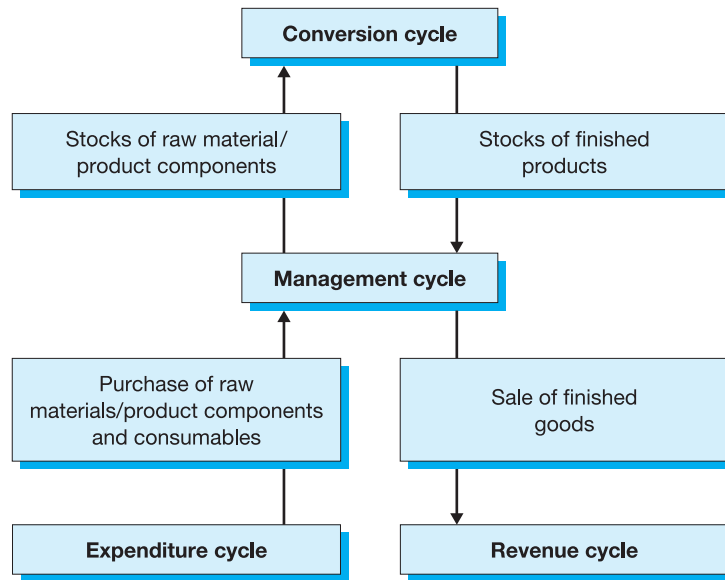 Conversion cycle
Stocks of raw material/
product components
Stocks of finished
products
Management cycle
Purchase of raw
materials/product components
and consumables
Sale of finished
goods
Expenditure cycle
Revenue cycle